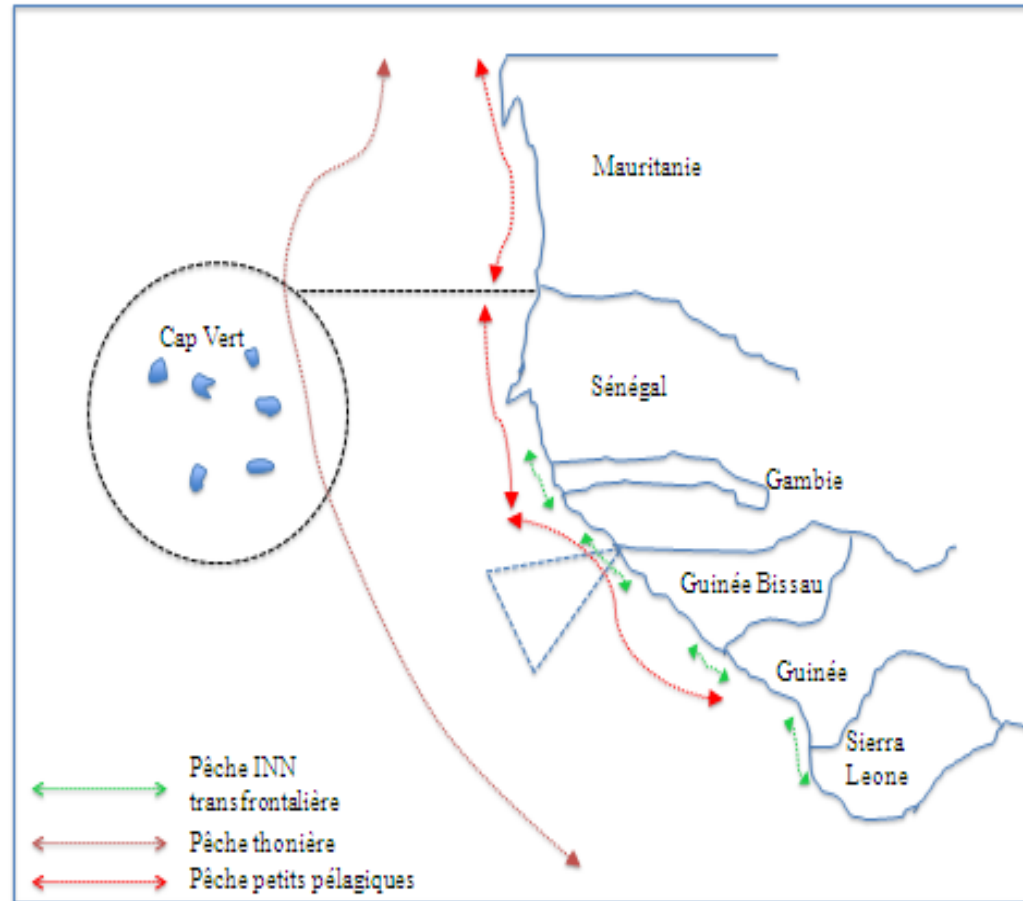 Mauritanie
Cap Vert
Sénégal
Gambie
Guinée Bissau
Guinée
Sierra
Leone
Pêche INN
transfrontalière
Pêche thonière
Pêche petits pélagiques